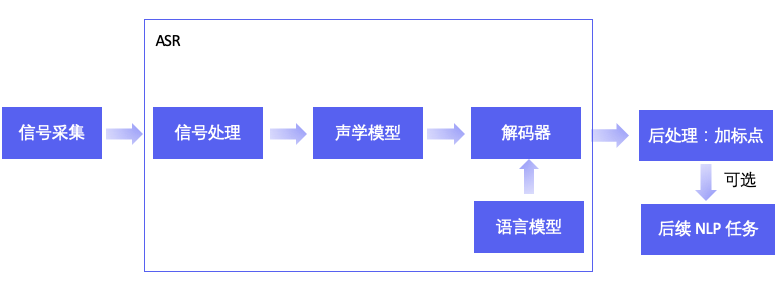 ASR
信号采集
信号处理
声学模型
解码器
后处理：加标点
可选
语言模型
后续 NLP 任务